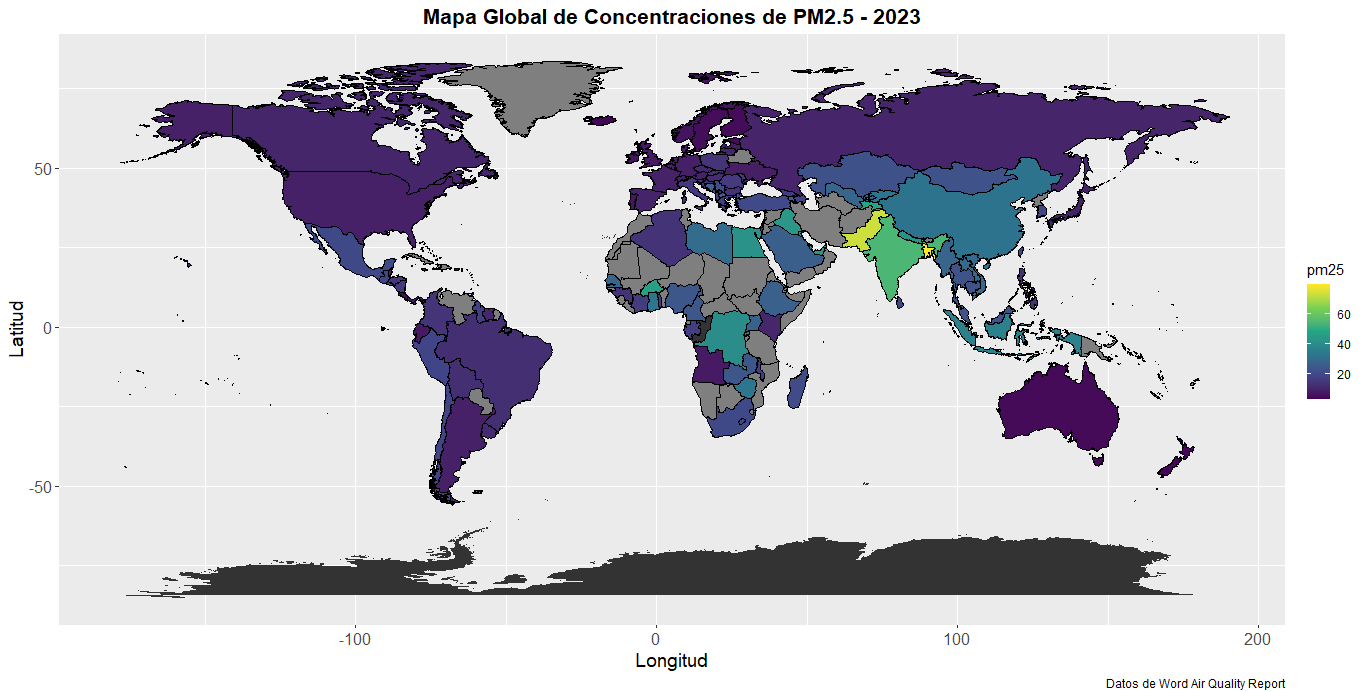 Mapa Global de Concentraciones de PM2.5 - 2023
Latitud
50
0
-50
-100
0
100
200
Longitud
pm25
60
40
20
Datos de Word Air Quality Report